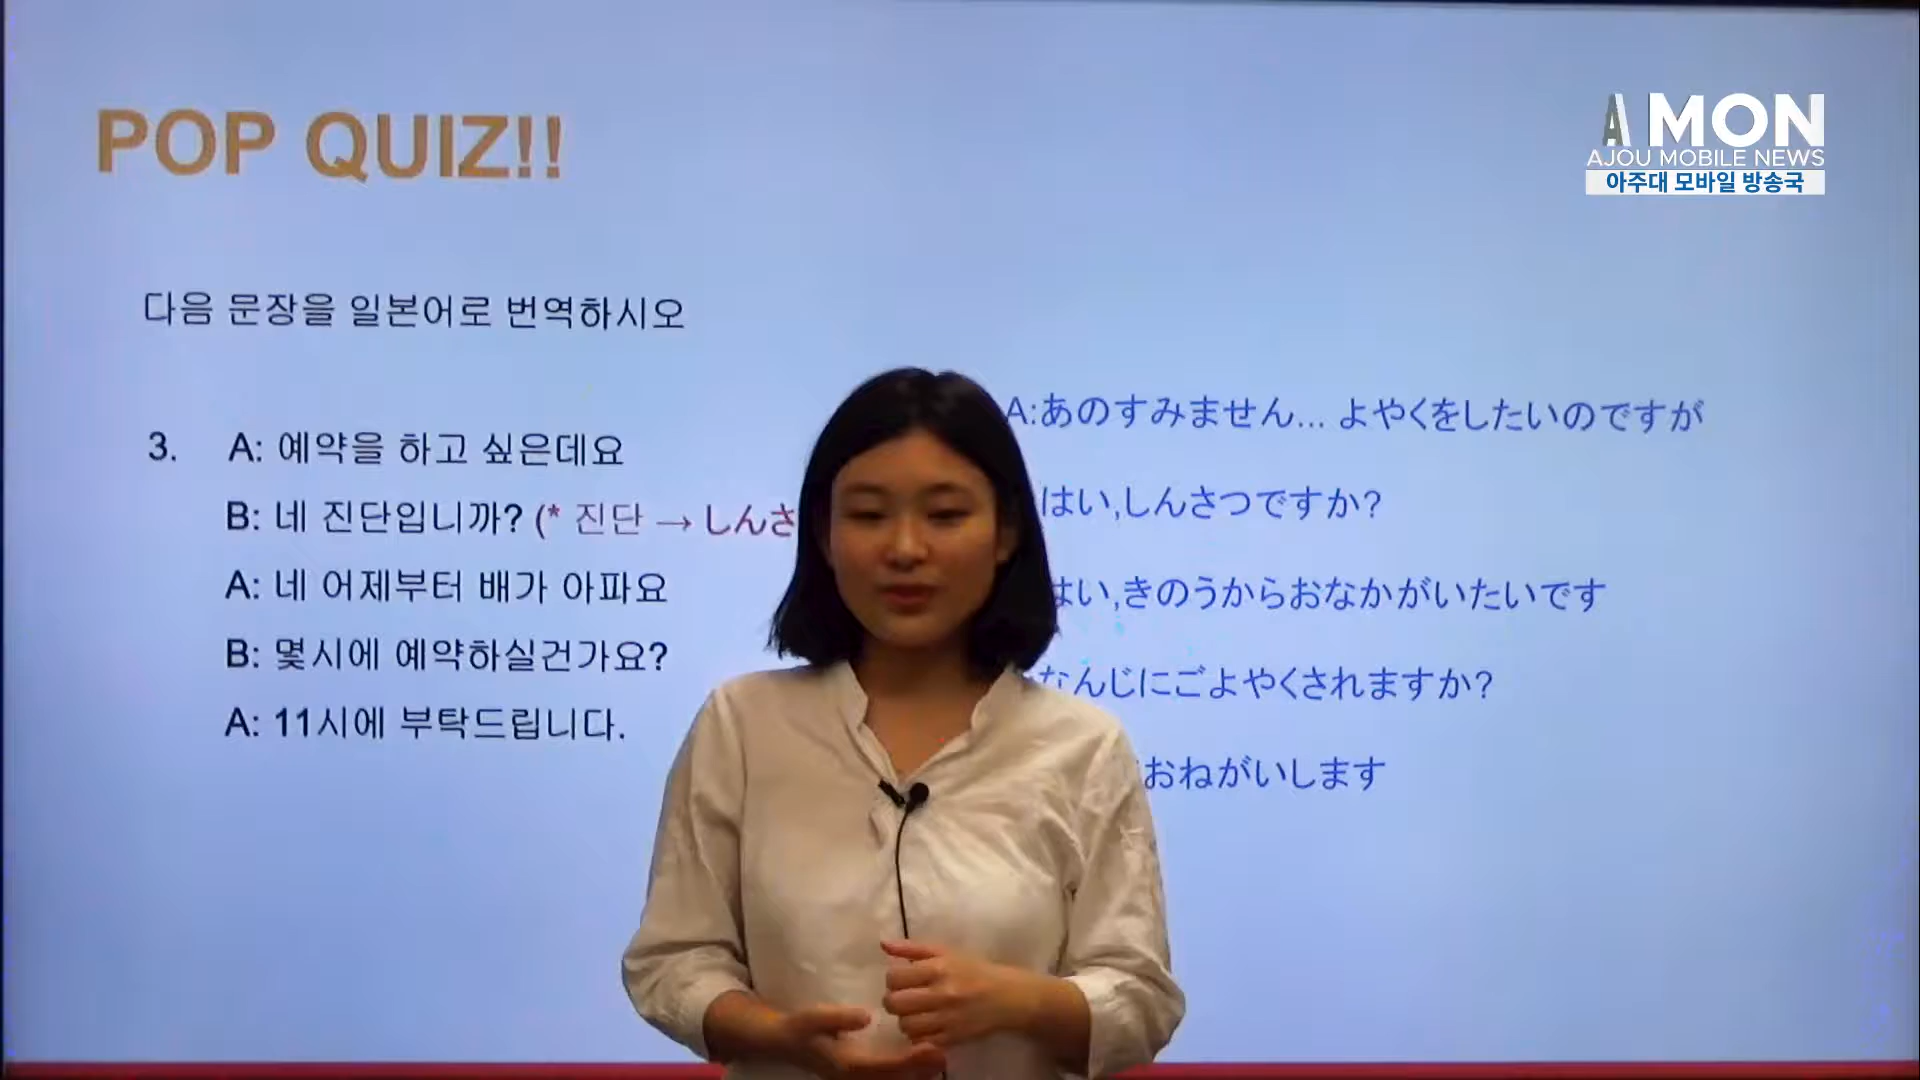 POP QUIZ!!
A MON
AJOU MOBILE NEWS
아주대 모바일 방송국
다음 문장을 일본어로 번역하시오
3. A: 예약을 하고 싶은데요
B: 네 진단입니까? (* 진단 → しんさ
A: 네 어제부터 배가 아파요
B: 몇시에 예약하실건가요?
A: 11시에 부탁드립니다.
A:あのすみません... よやくをしたいのですが
はい,しんさつですか?
はい,きのうからおなかがいたいです
なんじにごよやくされますか?
おねがいします